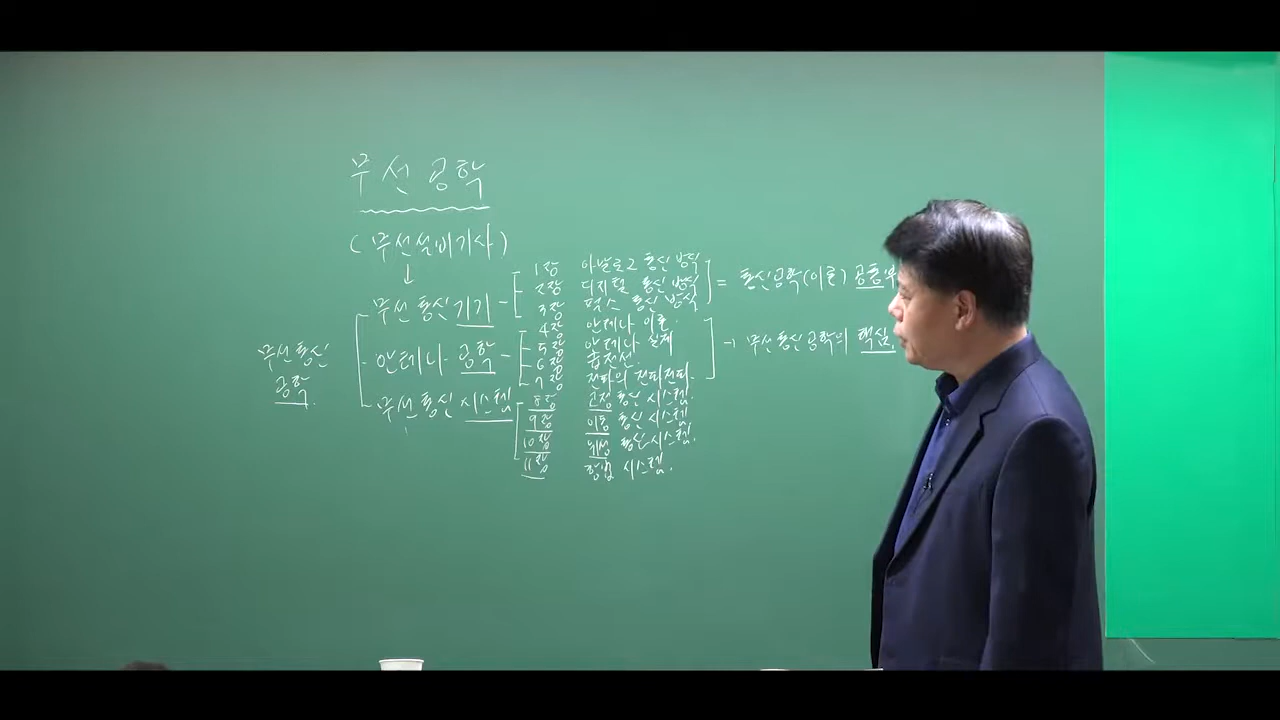 무선공학
(무선설비기사)
↓
무선통신공학.
무선통신기기
1장 아날로그 통신방식
2장 디지털 통신방식
3장 펄스 통신방식
= 통신공학(이론) 공통
안테나공학
4장 안테나 이론.
5장 안테나 실제
6장 급전선
7장 전파의 전파전파.
→ 무선통신공학의 핵심.
무선통신 시스템
8장 고정통신 시스템.
9장 이동 통신 시스템
10장 위성 통신시스템.
11장 시스템.